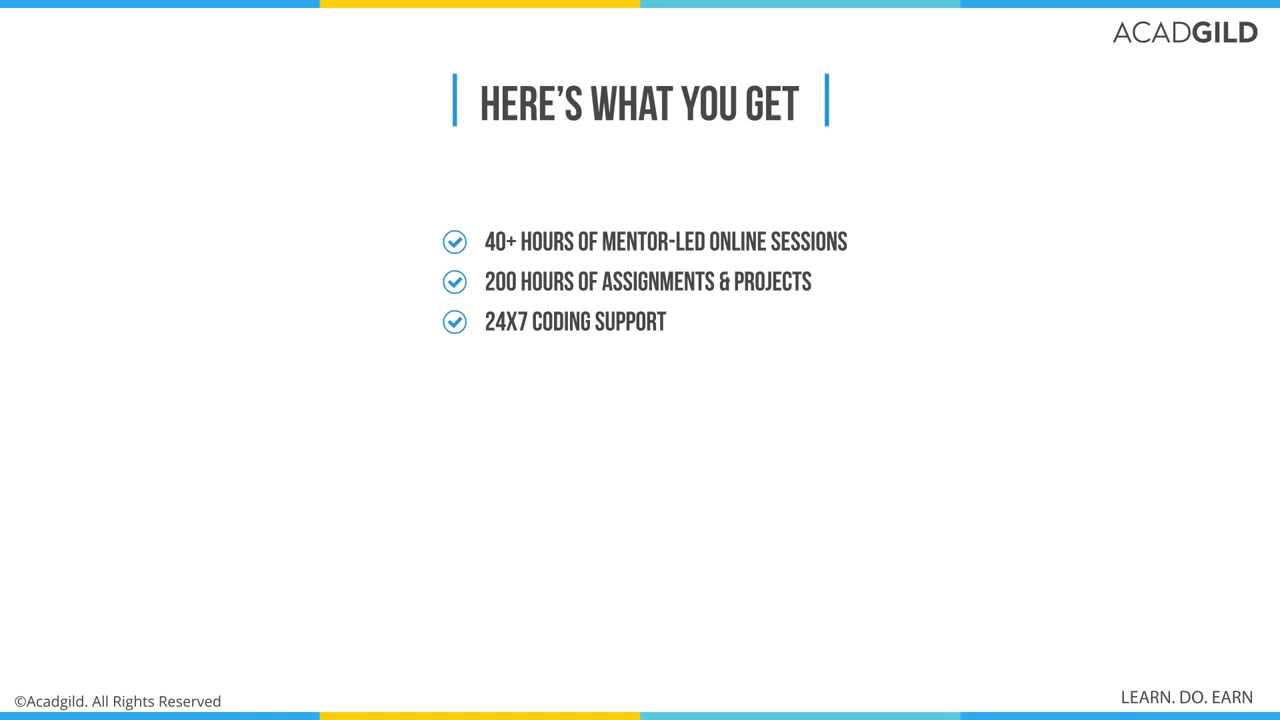 ACADGILD
HERE'S WHAT YOU GET
40+ HOURS OF MENTOR-LED ONLINE SESSIONS
200 HOURS OF ASSIGNMENTS & PROJECTS
24X7 CODING SUPPORT
©Acadgild. All Rights Reserved
LEARN. DO. EARN